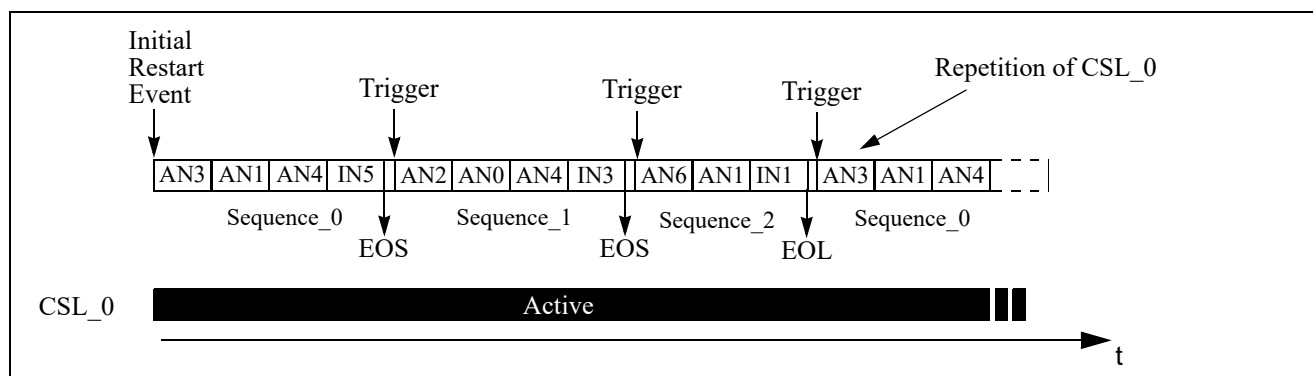 Initial
Restart
Event
Trigger
Trigger
Trigger
Repetition of CSL_0
AN3 AN1 AN4 IN5 AN2 AN0 AN4 IN3 AN6 AN1 IN1 AN3 AN1 AN4
Sequence_0 Sequence_1 Sequence_2 Sequence_0
EOS EOS EOL
CSL_0 Active
t